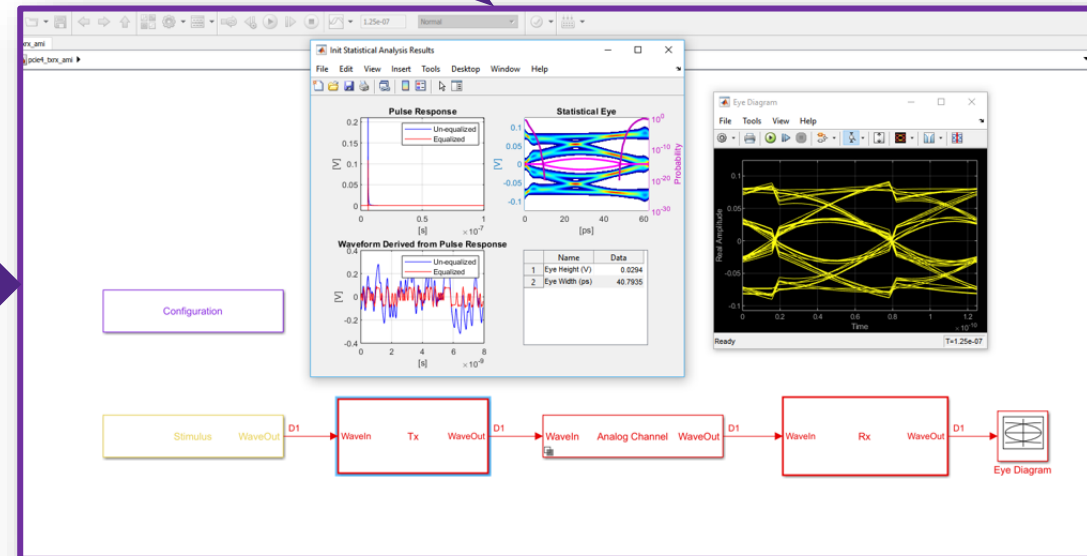 1.25e-07 Normal
rx_ami
pcie4_txrx_ami
Init Statistical Analysis Results
File Edit View Insert Tools Desktop Window Help
Pulse Response
Un-equalized
Equalized
[V]
0.2
0.15
0.1
0.05
0
0 0.5 1
[s] ×10⁻⁷
Statistical Eye
[V]
0.1
0.05
0
-0.05
-0.1
10⁰
10⁻¹⁰
10⁻²⁰
10⁻³⁰
Probability
0 20 40 60
[ps]
Waveform Derived from Pulse Response
Un-equalized
Equalized
[V]
0.4
0.2
0
-0.2
-0.4
0 2 4 6 8
[s] ×10⁻⁹
Name Data
1 Eye Height (V) 0.0294
2 Eye Width (ps) 40.7935
Eye Diagram
File Tools View Help
Real Amplitude
0.1
0.05
0
-0.05
-0.1
0 0.2 0.4 0.6 0.8 1 1.2
Time ×10⁻¹⁰
Ready T=1.25e-07
Configuration
Stimulus WaveOut
D1
WaveIn Tx WaveOut
D1
WaveIn Analog Channel WaveOut
D1
WaveIn Rx WaveOut
D1
Eye Diagram